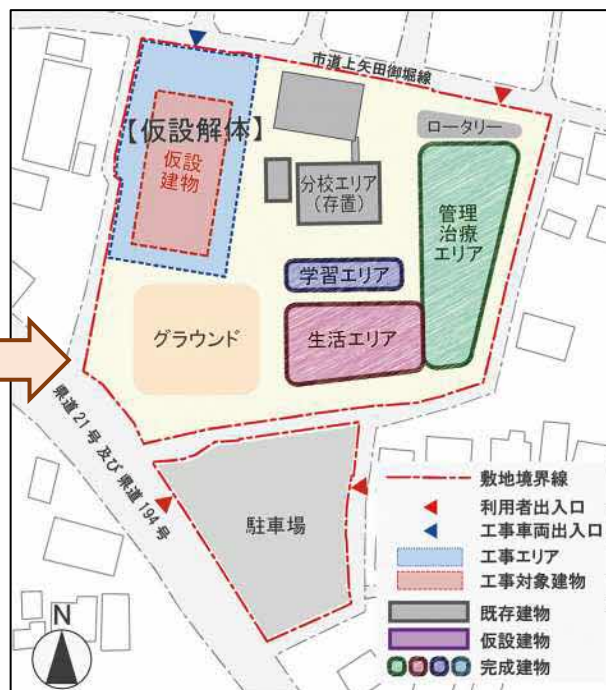 市道上矢田御堀線
ロータリー
【仮設解体】
仮設
建物
分校エリア
(存置)
管理
治療
エリア
学習エリア
グラウンド
生活エリア
県道21号 及び 県道194号
駐車場
N
敷地境界線
利用者出入口
工事車両出入口
工事エリア
工事対象建物
既存建物
仮設建物
完成建物